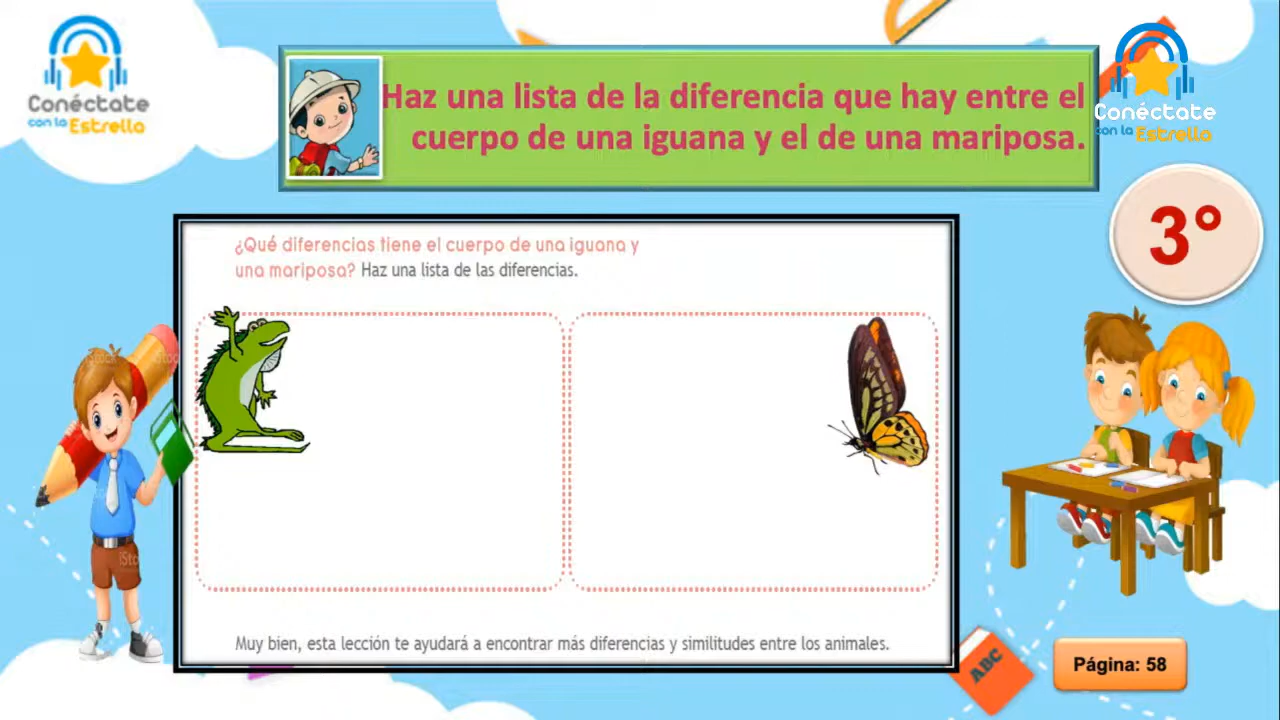 Conéctate
con la Estrella
Haz una lista de la diferencia que hay entre el
cuerpo de una iguana y el de una mariposa.
Conéctate
con la Estrella
3°
¿Qué diferencias tiene el cuerpo de una iguana y
una mariposa? Haz una lista de las diferencias.
iStock
iStock
iStock
Muy bien, esta lección te ayudará a encontrar más diferencias y similitudes entre los animales.
ABC
Página: 58